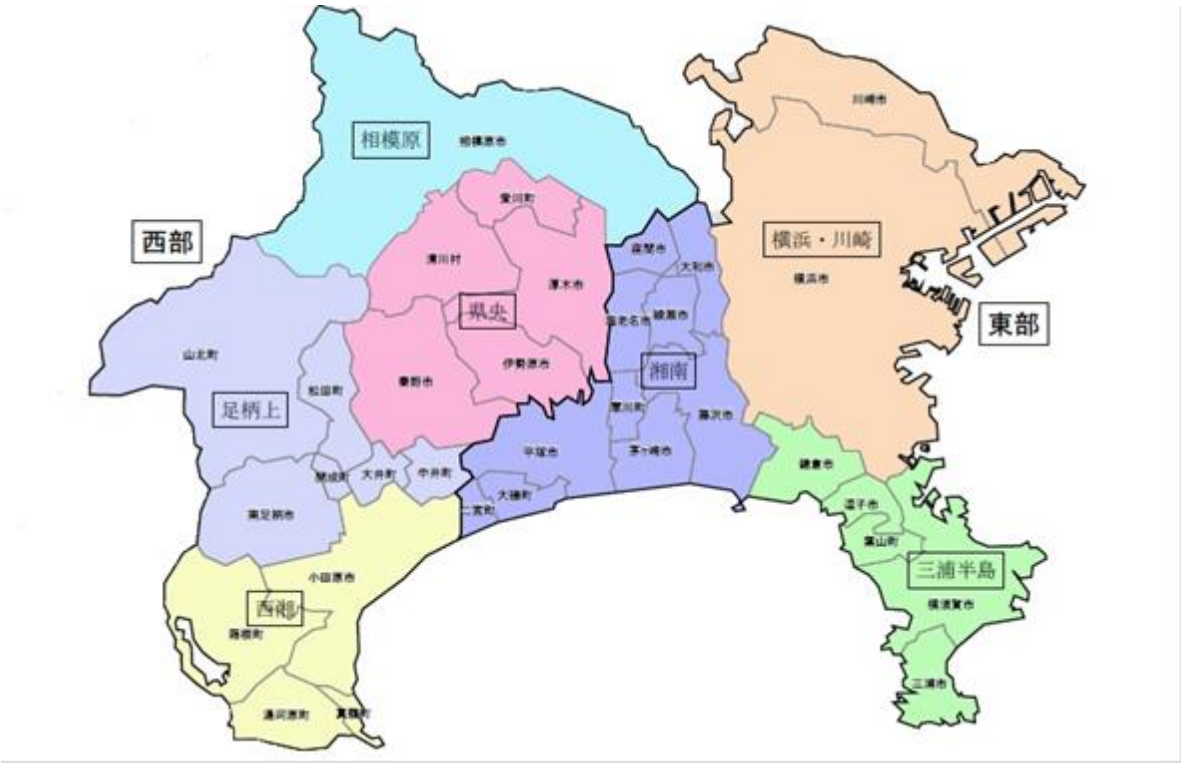 川崎市
相模原
相模原市
愛川町
西部
横浜・川崎
座間市
大和市
清川村
厚木市
横浜市
県央
海老名市
綾瀬市
東部
山北町
伊勢原市
湘南
秦野市
松田町
足柄上
寒川町
藤沢市
平塚市
茅ヶ崎市
鎌倉市
開成町
大井町
中井町
大磯町
二宮町
逗子市
南足柄市
葉山町
三浦半島
小田原市
西湘
横須賀市
箱根町
三浦市
湯河原町
真鶴町